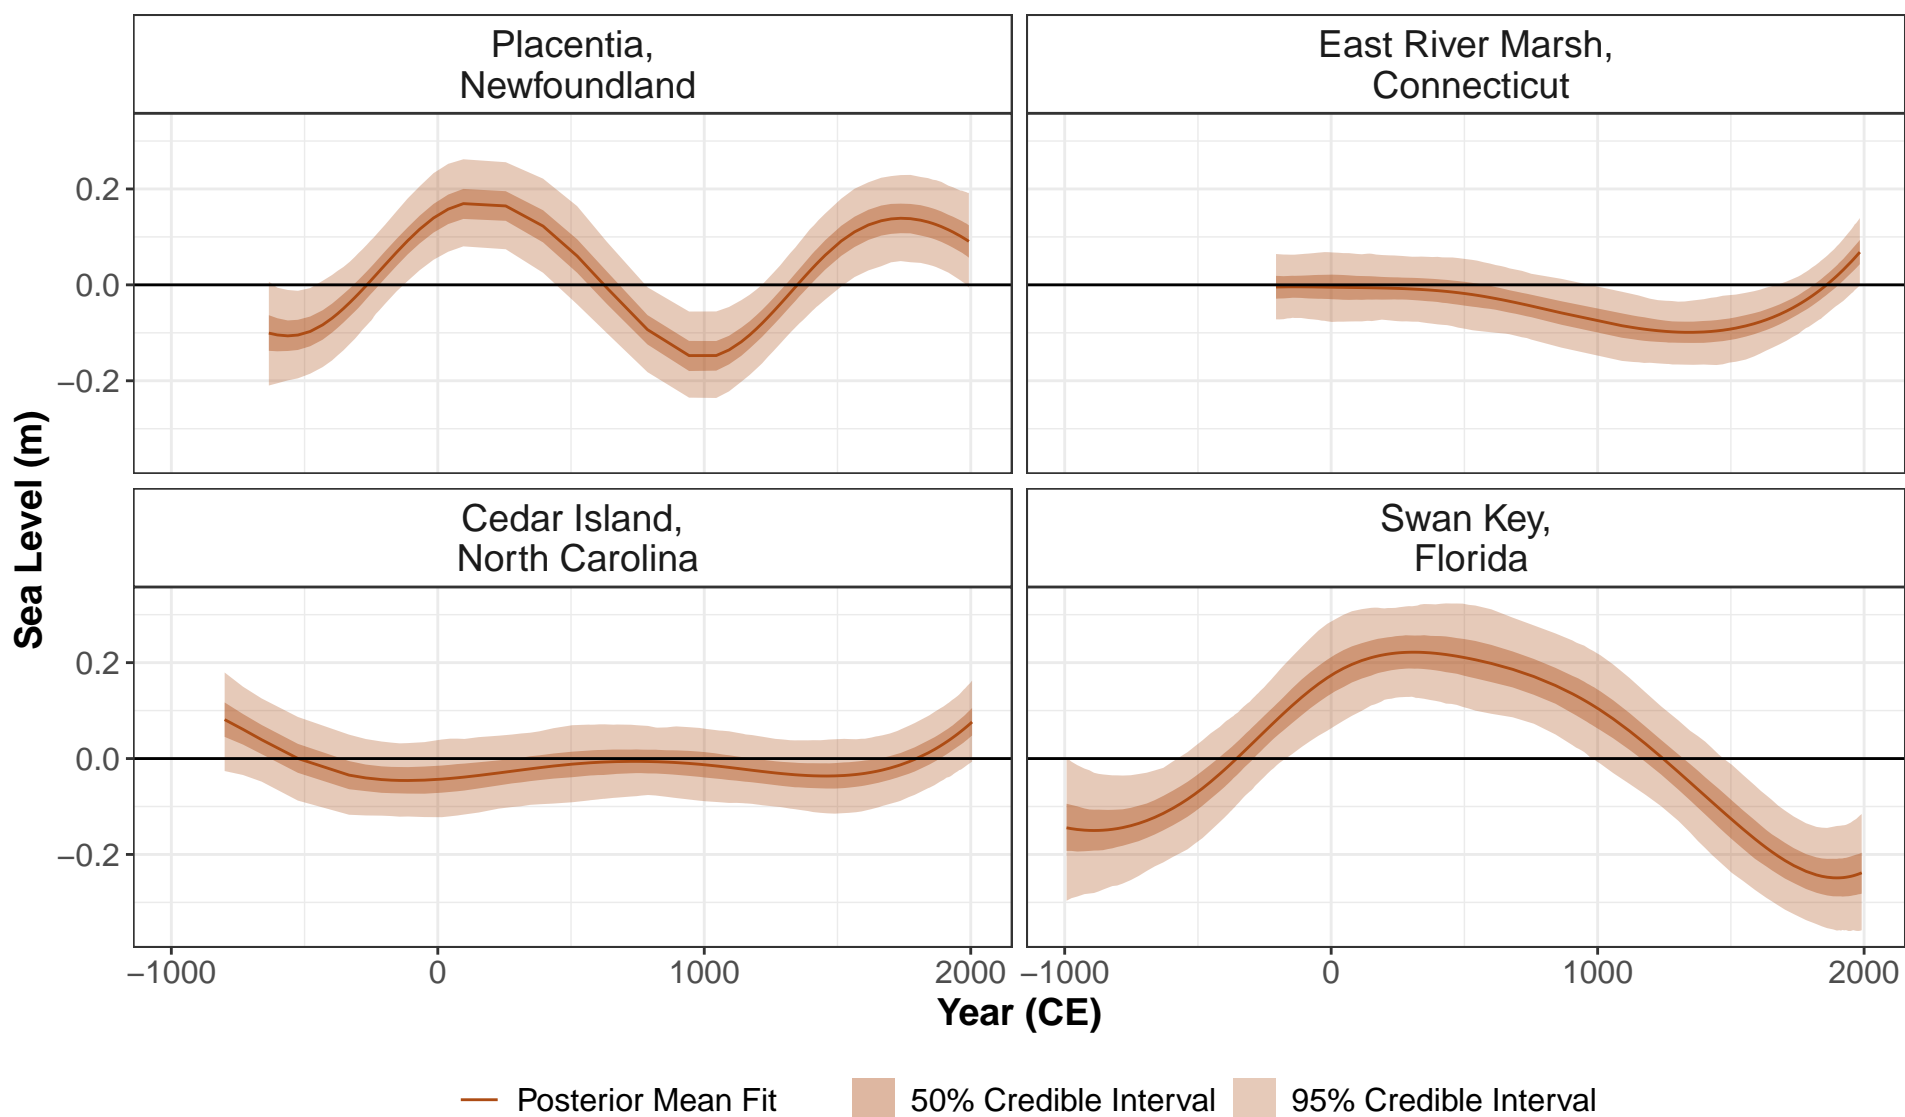 Placentia,
Newfoundland
East River Marsh,
Connecticut
0.2
0.0
−0.2
Cedar Island,
North Carolina
Swan Key,
Florida
0.2
0.0
−0.2
Sea Level (m)
−1000 0 1000 2000 −1000 0 1000 2000
Year (CE)
Posterior Mean Fit 50% Credible Interval 95% Credible Interval